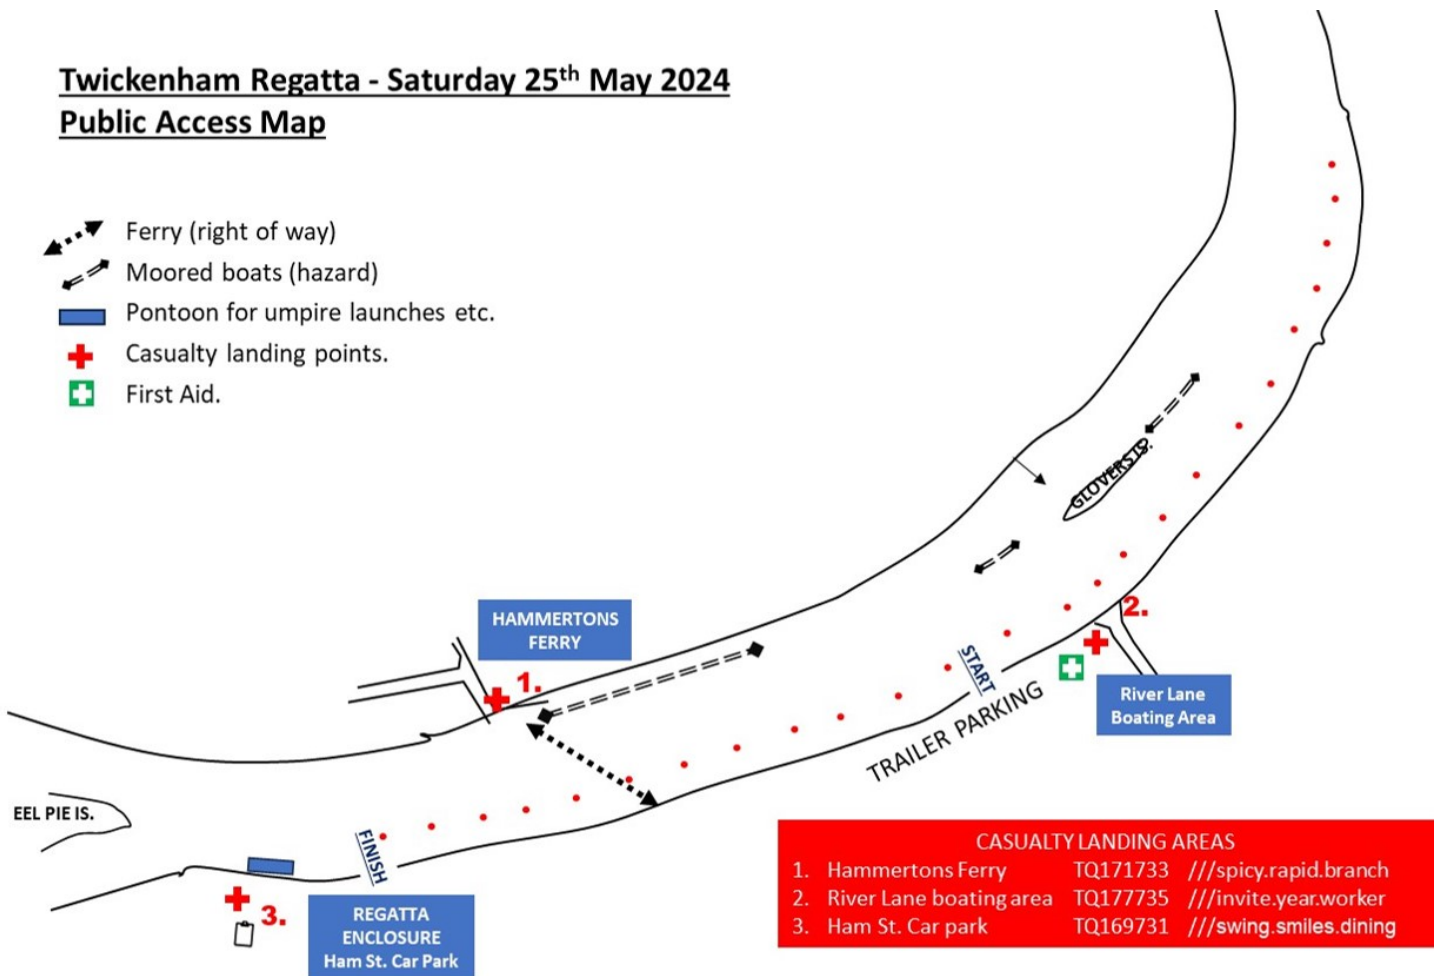 Twickenham Regatta - Saturday 25th May 2024
Public Access Map
Ferry (right of way)
Moored boats (hazard)
Pontoon for umpire launches etc.
Casualty landing points.
First Aid.
GLOVERS IS.
HAMMERTONS
FERRY
1.
2.
START
River Lane
Boating Area
TRAILER PARKING
EEL PIE IS.
FINISH
3.
REGATTA
ENCLOSURE
Ham St. Car Park
CASUALTY LANDING AREAS
1. Hammertons Ferry TQ171733 ///spicy.rapid.branch
2. River Lane boating area TQ177735 ///invite.year.worker
3. Ham St. Car park TQ169731 ///swing.smiles.dining